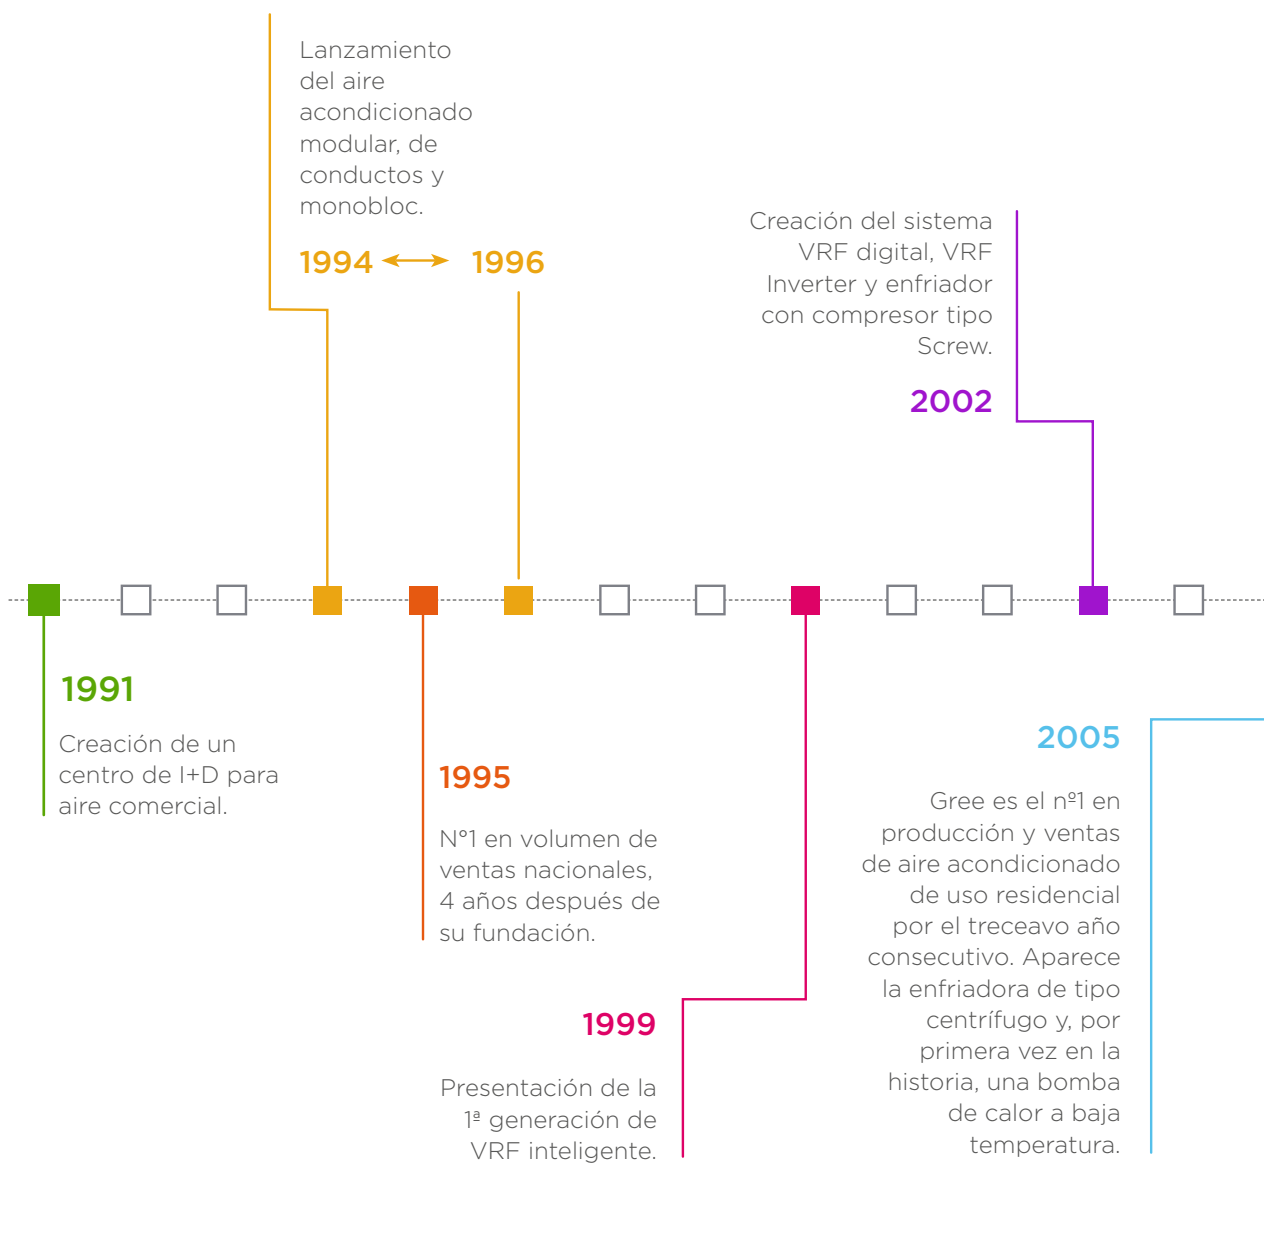 Lanzamiento
del aire
acondicionado
modular, de
conductos y
monobloc.
1994 1996
Creación del sistema
VRF digital, VRF
Inverter y enfriador
con compresor tipo
Screw.
2002
1991
Creación de un
centro de I+D para
aire comercial.
1995
N°1 en volumen de
ventas nacionales,
4 años después de
su fundación.
1999
Presentación de la
1ª generación de
VRF inteligente.
2005
Gree es el nº1 en
producción y ventas
de aire acondicionado
de uso residencial
por el treceavo año
consecutivo. Aparece
la enfriadora de tipo
centrífugo y, por
primera vez en la
historia, una bomba
de calor a baja
temperatura.